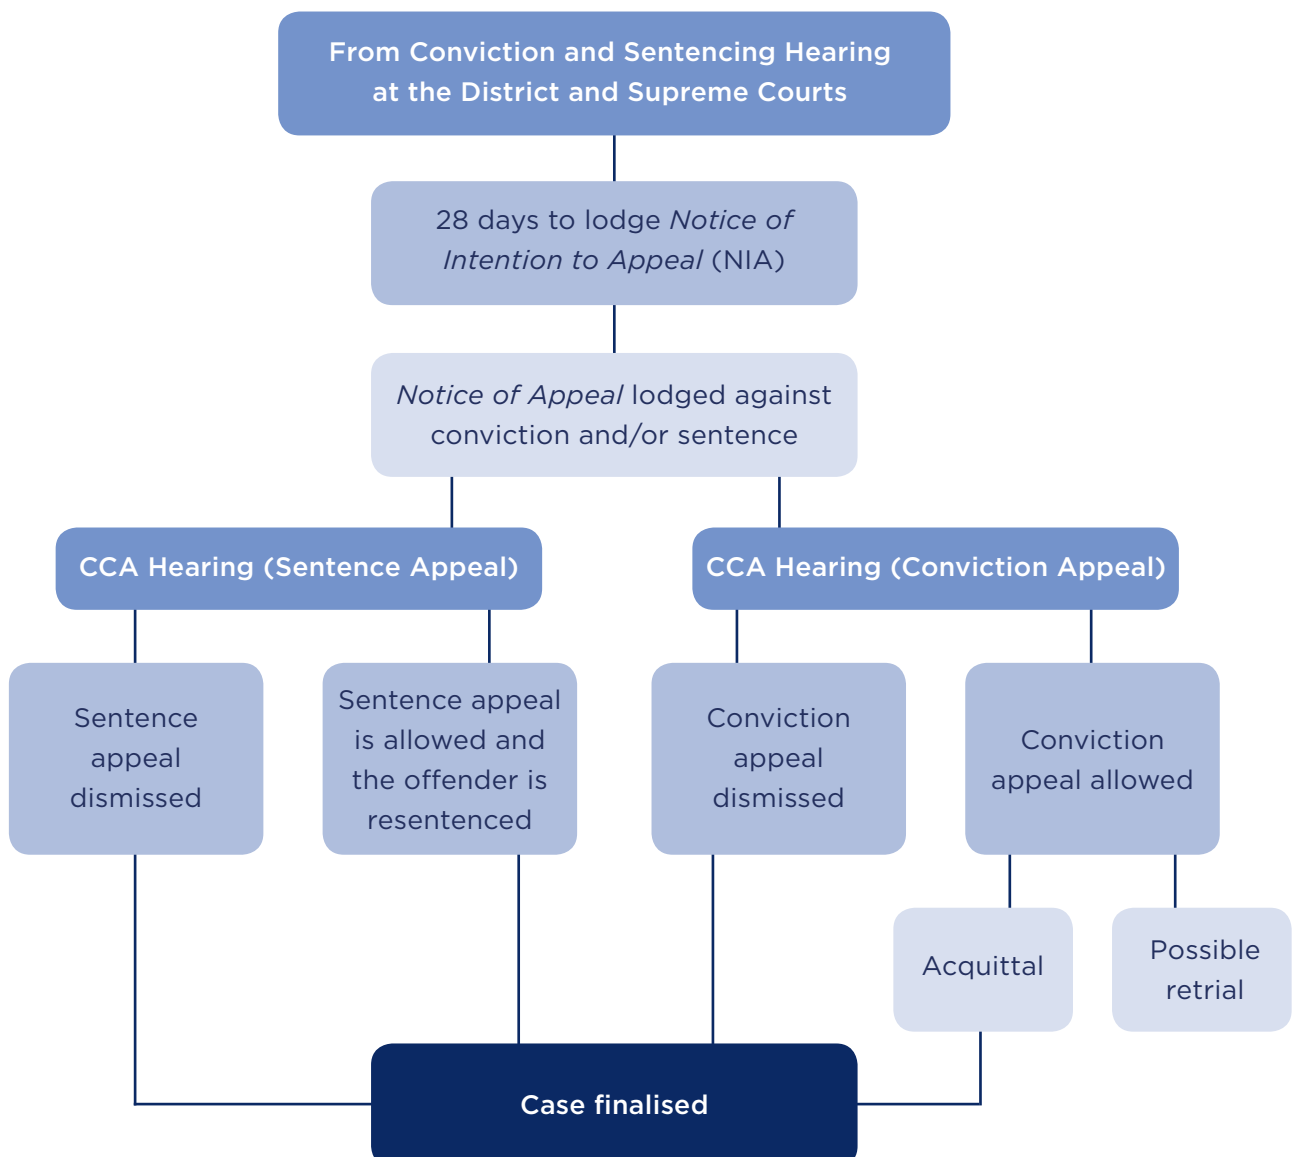 From Conviction and Sentencing Hearing
at the District and Supreme Courts
28 days to lodge Notice of
Intention to Appeal (NIA)
Notice of Appeal lodged against
conviction and/or sentence
CCA Hearing (Sentence Appeal)
CCA Hearing (Conviction Appeal)
Sentence
appeal
dismissed
Sentence appeal
is allowed and
the offender is
resentenced
Conviction
appeal
dismissed
Conviction
appeal allowed
Acquittal
Possible
retrial
Case finalised